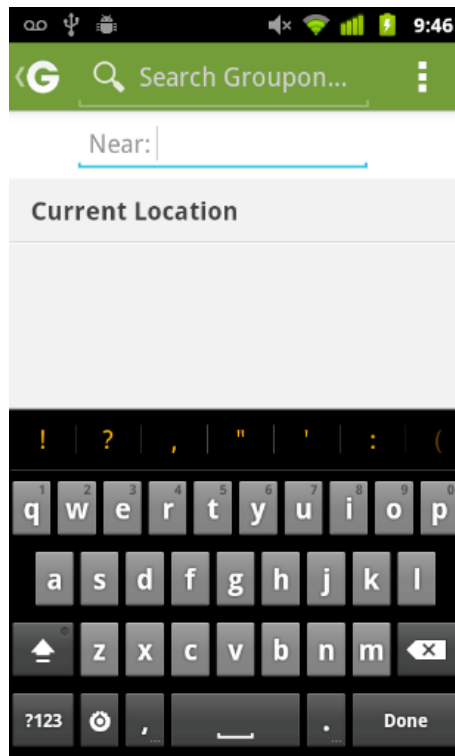 9:46
G Search Groupon...
Near:
Current Location
! ? , " ' : (
1 2 3 4 5 6 7 8 9 0
q w e r t y u i o p
a s d f g h j k l
z x c v b n m
?123 , ... . ... Done